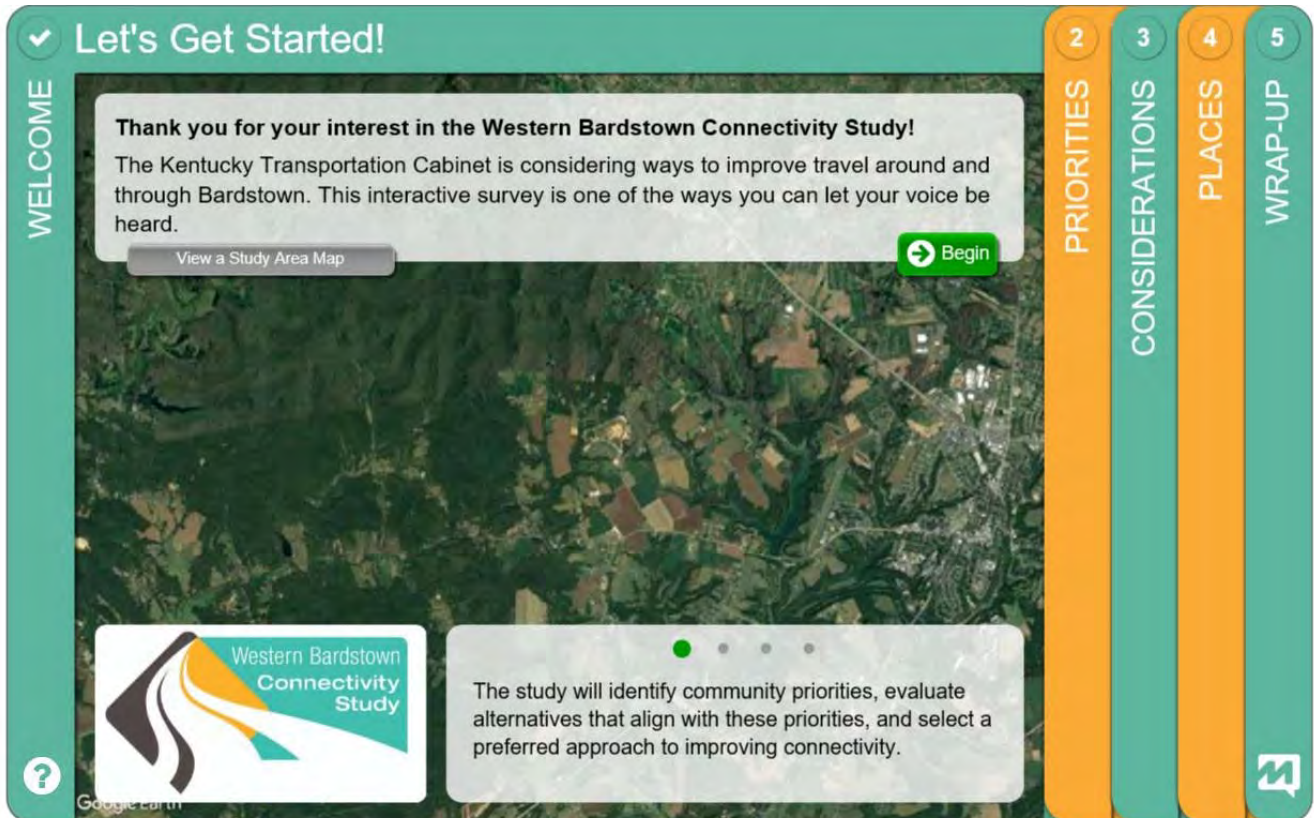 Let's Get Started!
WELCOME
Thank you for your interest in the Western Bardstown Connectivity Study!
The Kentucky Transportation Cabinet is considering ways to improve travel around and
through Bardstown. This interactive survey is one of the ways you can let your voice be
heard.
View a Study Area Map
Begin
Western Bardstown
Connectivity
Study
The study will identify community priorities, evaluate
alternatives that align with these priorities, and select a
preferred approach to improving connectivity.
?
Google Earth
2
PRIORITIES
3
CONSIDERATIONS
4
PLACES
5
WRAP-UP